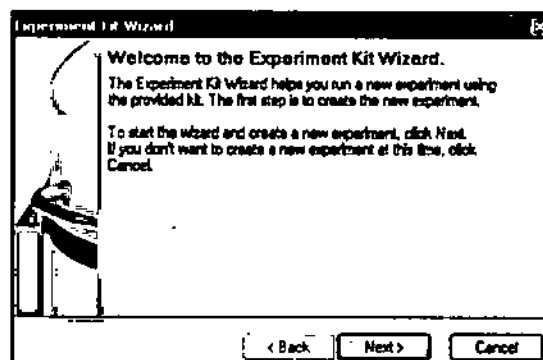 Experiment Kit Wizard
Welcome to the Experiment Kit Wizard.
The Experiment Kit Wizard helps you run a new experiment using
the provided kit. The first step is to create the new experiment.
To start the wizard and create a new experiment, click Next.
If you don't want to create a new experiment at this time, click
Cancel.
< Back Next > Cancel